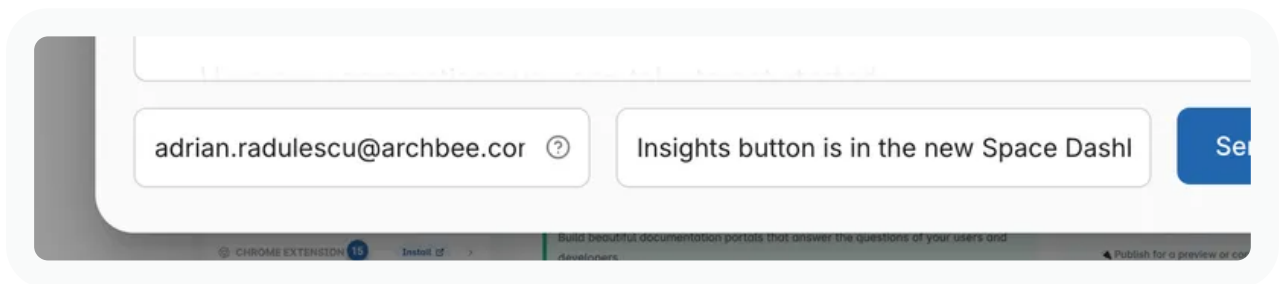 adrian.radulescu@archbee.cor
Insights button is in the new Space Dashl
Ser
CHROME EXTENSION 15 Install
Build beautiful documentation portals that answer the questions of your users and
developers
Publish for a preview or co